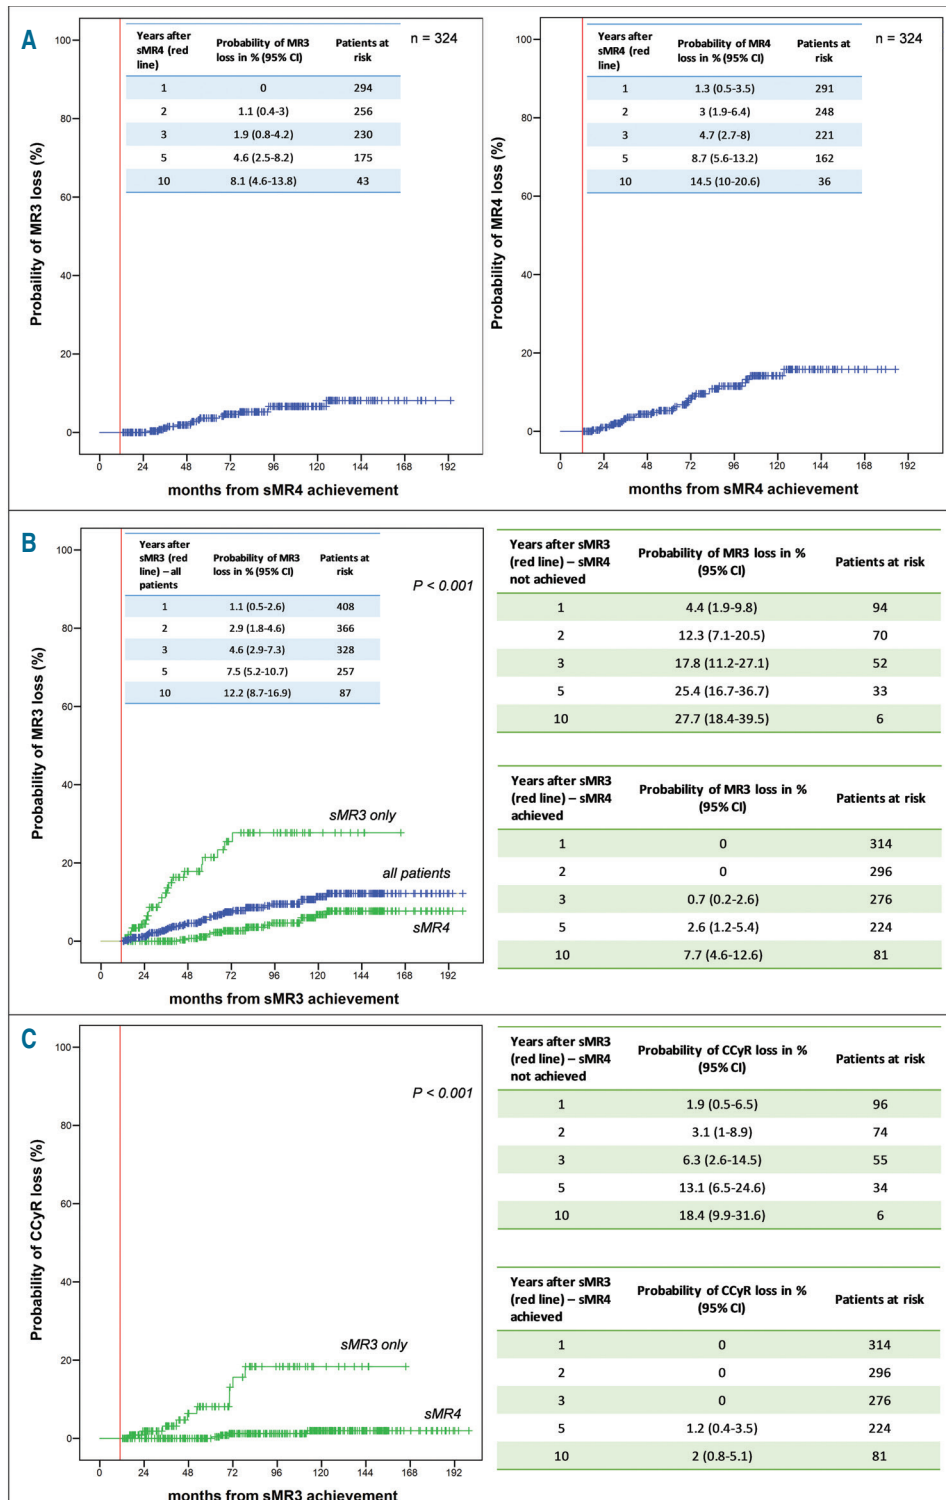 A
Probaility of MR3 loss (%)
100
80
60
40
20
0
Years after sMR4 (red line) Probability of MR3 loss in % (95% CI) Patients at risk
1 0 294
2 1.1 (0.4-3) 256
3 1.9 (0.8-4.2) 230
5 4.6 (2.5-8.2) 175
10 8.1 (4.6-13.8) 43
n = 324
0 24 48 72 96 120 144 168 192
months from sMR4 achievement
Probability of MR4 loss (%)
100
80
60
40
20
0
Years after sMR4 (red line) Probability of MR4 loss in % (95% CI) Patients at risk
1 1.3 (0.5-3.5) 291
2 3 (1.9-6.4) 248
3 4.7 (2.7-8) 221
5 8.7 (5.6-13.2) 162
10 14.5 (10-20.6) 36
n = 324
0 24 48 72 96 120 144 168 192
months from sMR4 achievement
B
Probability of MR3 loss (%)
100
80
60
40
20
0
Years after sMR3 (red line) – all patients Probability of MR3 loss in % (95% CI) Patients at risk
1 1.1 (0.5-2.6) 408
2 2.9 (1.8-4.6) 366
3 4.6 (2.9-7.3) 328
5 7.5 (5.2-10.7) 257
10 12.2 (8.7-16.9) 87
P < 0.001
sMR3 only
all patients
sMR4
0 24 48 72 96 120 144 168 192
months from sMR3 achievement
Years after sMR3 (red line) – sMR4 not achieved Probability of MR3 loss in % (95% CI) Patients at risk
1 4.4 (1.9-9.8) 94
2 12.3 (7.1-20.5) 70
3 17.8 (11.2-27.1) 52
5 25.4 (16.7-36.7) 33
10 27.7 (18.4-39.5) 6
Years after sMR3 (red line) – sMR4 achieved Probability of MR3 loss in % (95% CI) Patients at risk
1 0 314
2 0 296
3 0.7 (0.2-2.6) 276
5 2.6 (1.2-5.4) 224
10 7.7 (4.6-12.6) 81
C
Probability of CCyR loss (%)
100
80
60
40
20
0
P < 0.001
sMR3 only
sMR4
0 24 48 72 96 120 144 168 192
months from sMR3 achievement
Years after sMR3 (red line) – sMR4 not achieved Probability of CCyR loss in % (95% CI) Patients at risk
1 1.9 (0.5-6.5) 96
2 3.1 (1-8.9) 74
3 6.3 (2.6-14.5) 55
5 13.1 (6.5-24.6) 34
10 18.4 (9.9-31.6) 6
Years after sMR3 (red line) – sMR4 achieved Probability of CCyR loss in % (95% CI) Patients at risk
1 0 314
2 0 296
3 0 276
5 1.2 (0.4-3.5) 224
10 2 (0.8-5.1) 81